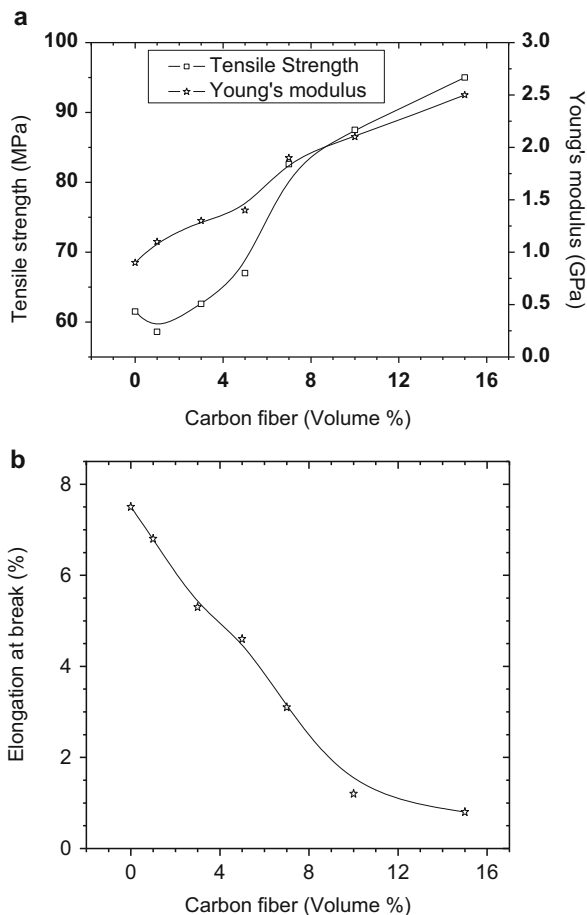 a
100
90
80
70
60
Tensile strength (MPa)
Tensile Strength
Young's modulus
3.0
2.5
2.0
1.5
1.0
0.5
0.0
Young's modulus (GPa)
0 4 8 12 16
Carbon fiber (Volume %)
b
8
6
4
2
0
Elongation at break (%)
0 4 8 12 16
Carbon fiber (Volume %)